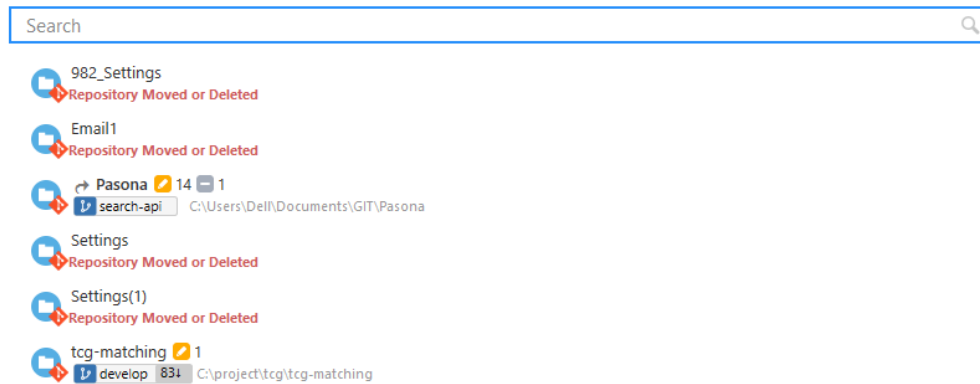 Search
982_Settings
Repository Moved or Deleted
Email1
Repository Moved or Deleted
Pasona 14 1
search-api C:\Users\Dell\Documents\GIT\Pasona
Settings
Repository Moved or Deleted
Settings(1)
Repository Moved or Deleted
tcg-matching 1
develop 83↓ C:\project\tcg\tcg-matching